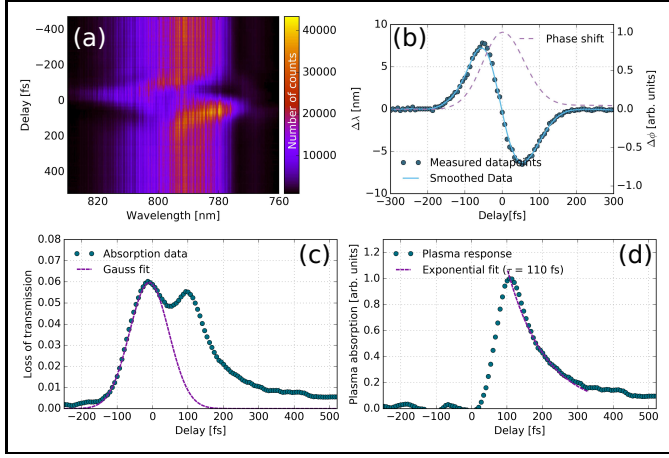 (a)
−400
−200
0
200
400
Delay [fs]
820
800
780
760
Wavelength [nm]
40000
30000
20000
10000
Number of counts
(b)
10
5
0
−5
−10
Δλ [nm]
Phase shift
Measured datapoints
Smoothed Data
1.0
0.5
0.0
−0.5
−1.0
Δϕ [arb. units]
−300 −200 −100 0 100 200 300
Delay[fs]
(c)
0.08
0.07
0.06
0.05
0.04
0.03
0.02
0.01
0.00
Loss of transmission
Absorption data
Gauss fit
−200 −100 0 100 200 300 400 500
Delay [fs]
(d)
1.2
1.0
0.8
0.6
0.4
0.2
0.0
Plasma absorption [arb. units]
Plasma response
Exponential fit (τ = 110 fs)
−200 −100 0 100 200 300 400 500
Delay [fs]